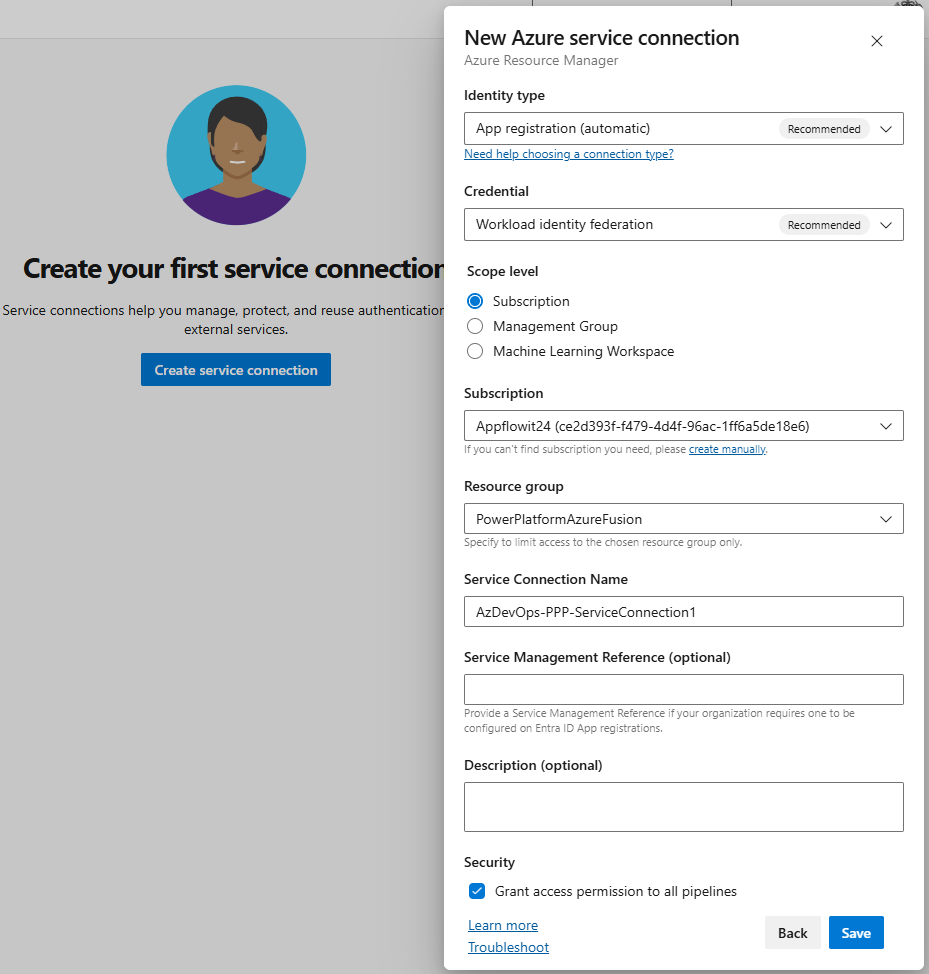 Create your first service connection
Service connections help you manage, protect, and reuse authentication
external services.
Create service connection
New Azure service connection
Azure Resource Manager
Identity type
App registration (automatic) Recommended
Need help choosing a connection type?
Credential
Workload identity federation Recommended
Scope level
Subscription
Management Group
Machine Learning Workspace
Subscription
Appflowit24 (ce2d393f-f479-4d4f-96ac-1ff6a5de18e6)
If you can't find subscription you need, please create manually.
Resource group
PowerPlatformAzureFusion
Specify to limit access to the chosen resource group only.
Service Connection Name
AzDevOps-PPP-ServiceConnection1
Service Management Reference (optional)
Provide a Service Management Reference if your organization requires one to be
configured on Entra ID App registrations.
Description (optional)
Security
Grant access permission to all pipelines
Learn more
Troubleshoot
Back Save